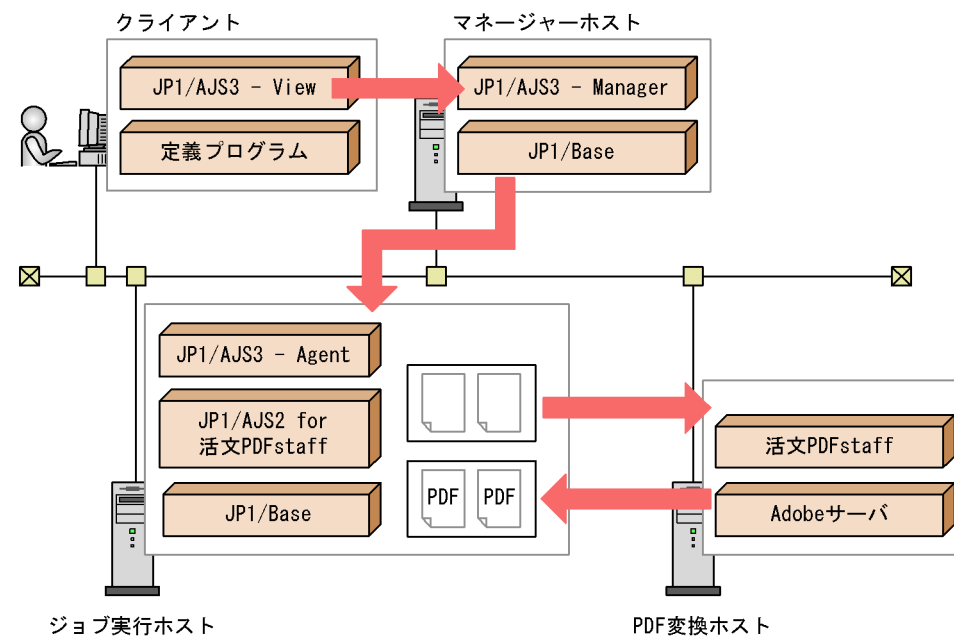 クライアント
マネージャーホスト
JP1/AJS3 - View
JP1/AJS3 - Manager
定義プログラム
JP1/Base
JP1/AJS3 - Agent
JP1/AJS2 for
活文PDFstaff
JP1/Base
PDF
PDF
活文PDFstaff
Adobeサーバ
ジョブ実行ホスト
PDF変換ホスト